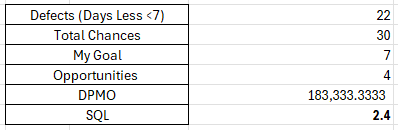 Defects (Days Less <7) 22
Total Chances 30
My Goal 7
Opportunities 4
DPMO 183,333.3333
SQL 2.4